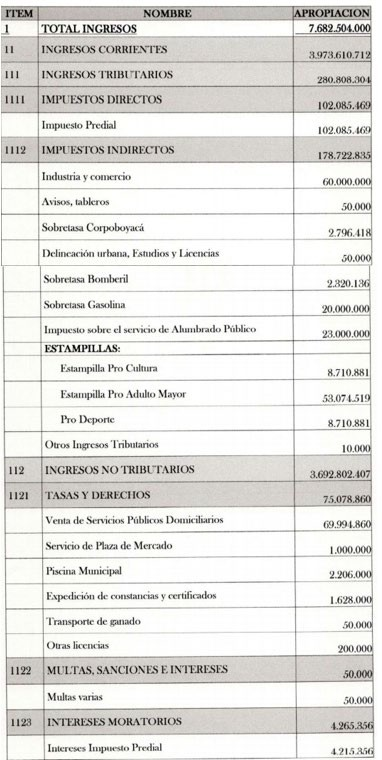 ITEM NOMBRE APROPIACION
1 TOTAL INGRESOS 7.682.504.000
11 INGRESOS CORRIENTES 3.973.610.712
111 INGRESOS TRIBUTARIOS 280.808.304
1111 IMPUESTOS DIRECTOS 102.085.469
Impuesto Predial 102.085.469
1112 IMPUESTOS INDIRECTOS 178.722.835
Industria y comercio 60.000.000
Avisos, tableros 50.000
Sobretasa Corpoboyacá 2.796.418
Delineación urbana, Estudios y Licencias 50.000
Sobretasa Bomberil 2.320.136
Sobretasa Gasolina 20.000.000
Impuesto sobre el servicio de Alumbrado Público 23.000.000
ESTAMPILLAS:
Estampilla Pro Cultura 8.710.881
Estampilla Pro Adulto Mayor 53.074.519
Pro Deporte 8.710.881
Otros Ingresos Tributarios 10.000
112 INGRESOS NO TRIBUTARIOS 3.692.802.407
1121 TASAS Y DERECHOS 75.078.860
Venta de Servicios Públicos Domiciliarios 69.994.860
Servicio de Plaza de Mercado 1.000.000
Piscina Municipal 2.206.000
Expedición de constancias y certificados 1.628.000
Transporte de ganado 50.000
Otras licencias 200.000
1122 MULTAS, SANCIONES E INTERESES 50.000
Multas varias 50.000
1123 INTERESES MORATORIOS 4.265.356
Intereses Impuesto Predial 4.215.356